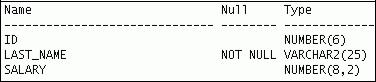 Name Null Type
------------------------------ -------- ----------------
ID NUMBER(6)
LAST_NAME NOT NULL VARCHAR2(25)
SALARY NUMBER(8,2)